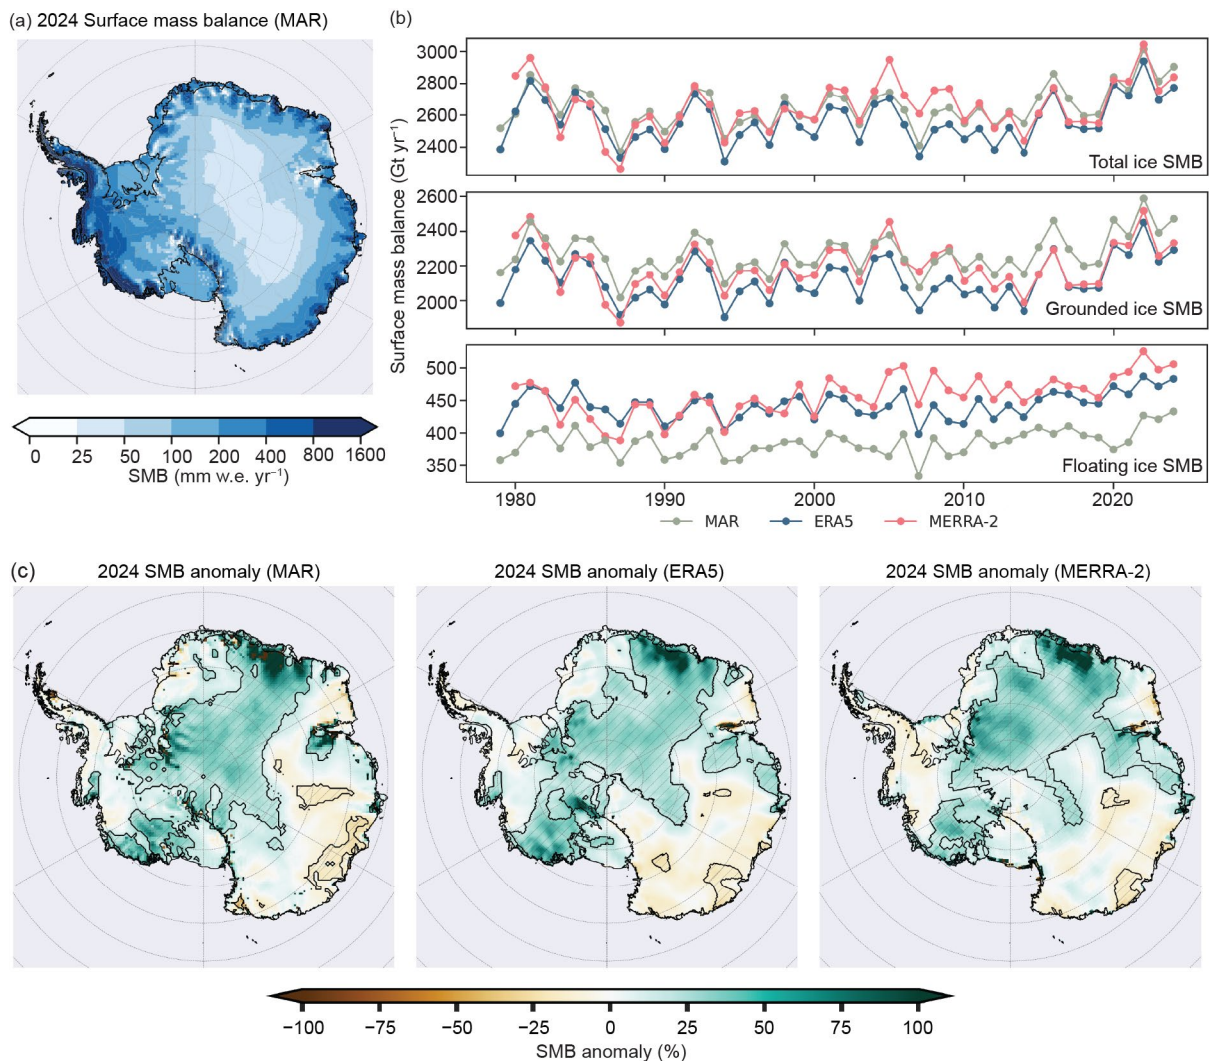 (a) 2024 Surface mass balance (MAR)
0 25 50 100 200 400 800 1600
SMB (mm w.e. yr⁻¹)
(b)
Surface mass balance (Gt yr⁻¹)
3000
2800
2600
2400
Total ice SMB
2600
2400
2200
2000
Grounded ice SMB
500
450
400
350
Floating ice SMB
1980 1990 2000 2010 2020
MAR ERA5 MERRA-2
(c)
2024 SMB anomaly (MAR)
2024 SMB anomaly (ERA5)
2024 SMB anomaly (MERRA-2)
−100 −75 −50 −25 0 25 50 75 100
SMB anomaly (%)